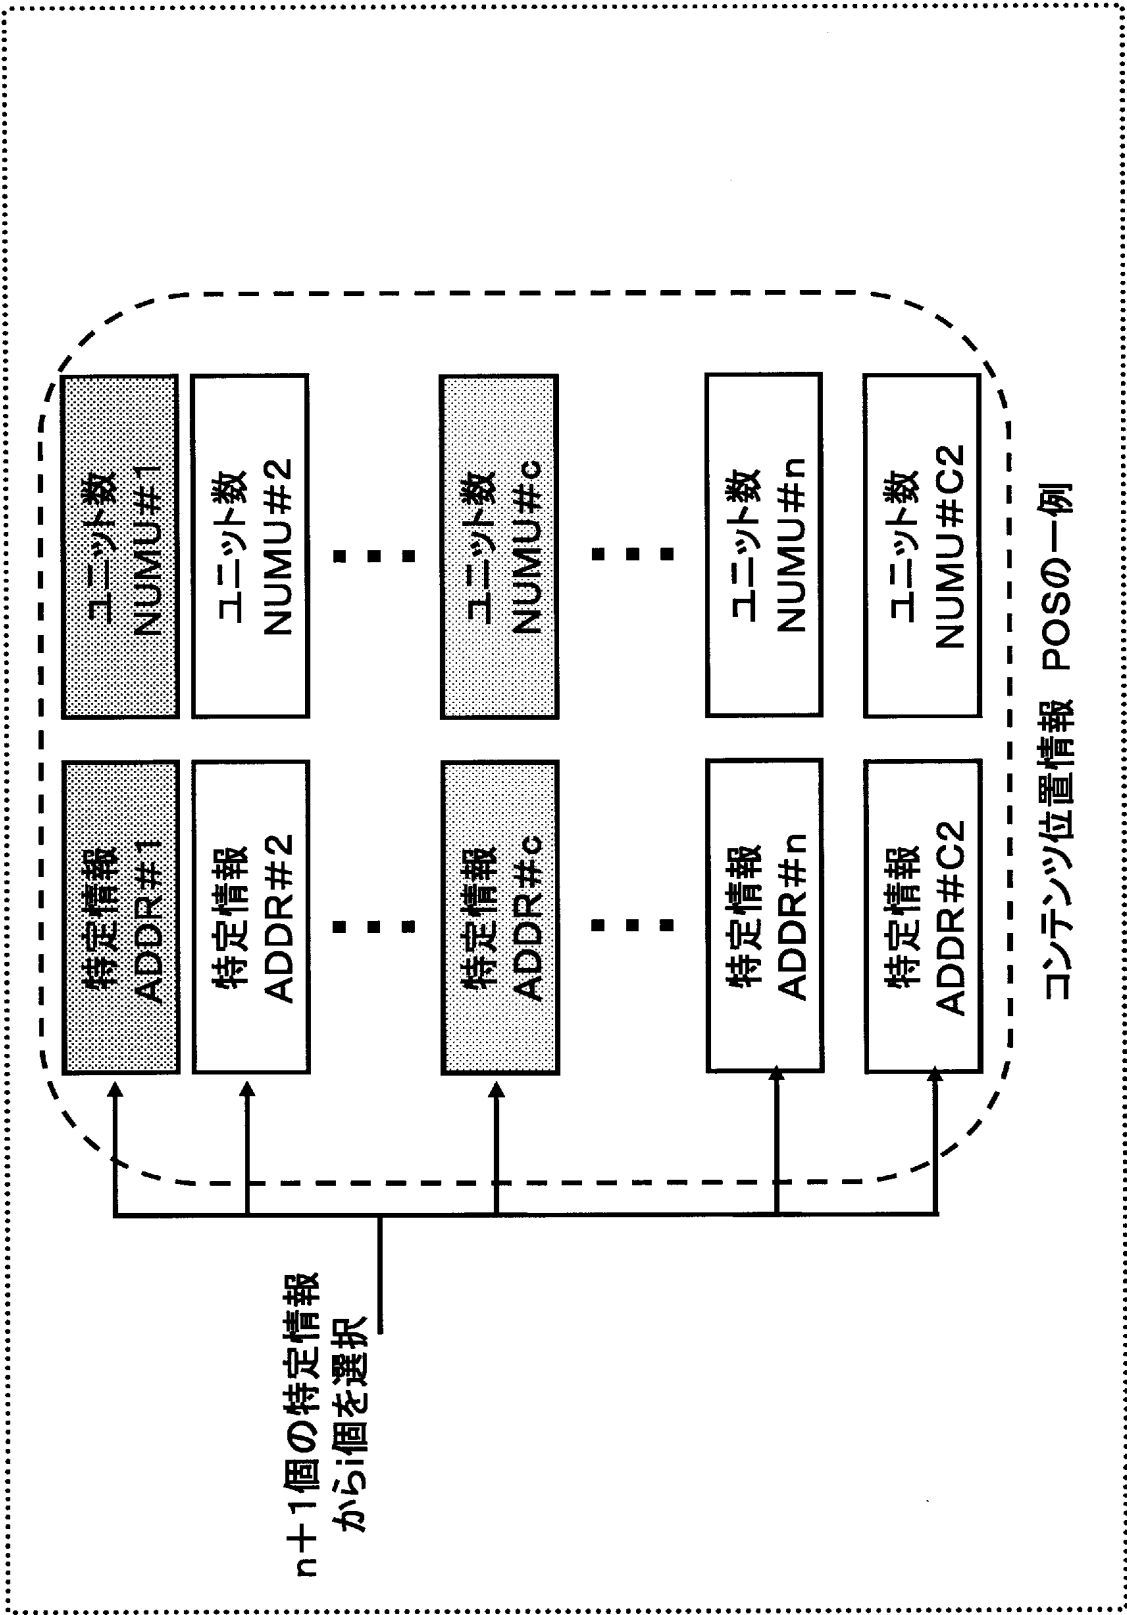 n＋1個の特定情報
からi個を選択
特定情報
ADDR#1
ユニット数
NUMU#1
特定情報
ADDR#2
ユニット数
NUMU#2
特定情報
ADDR#c
ユニット数
NUMU#c
特定情報
ADDR#n
ユニット数
NUMU#n
特定情報
ADDR#C2
ユニット数
NUMU#C2
コンテンツ位置情報 POSの一例